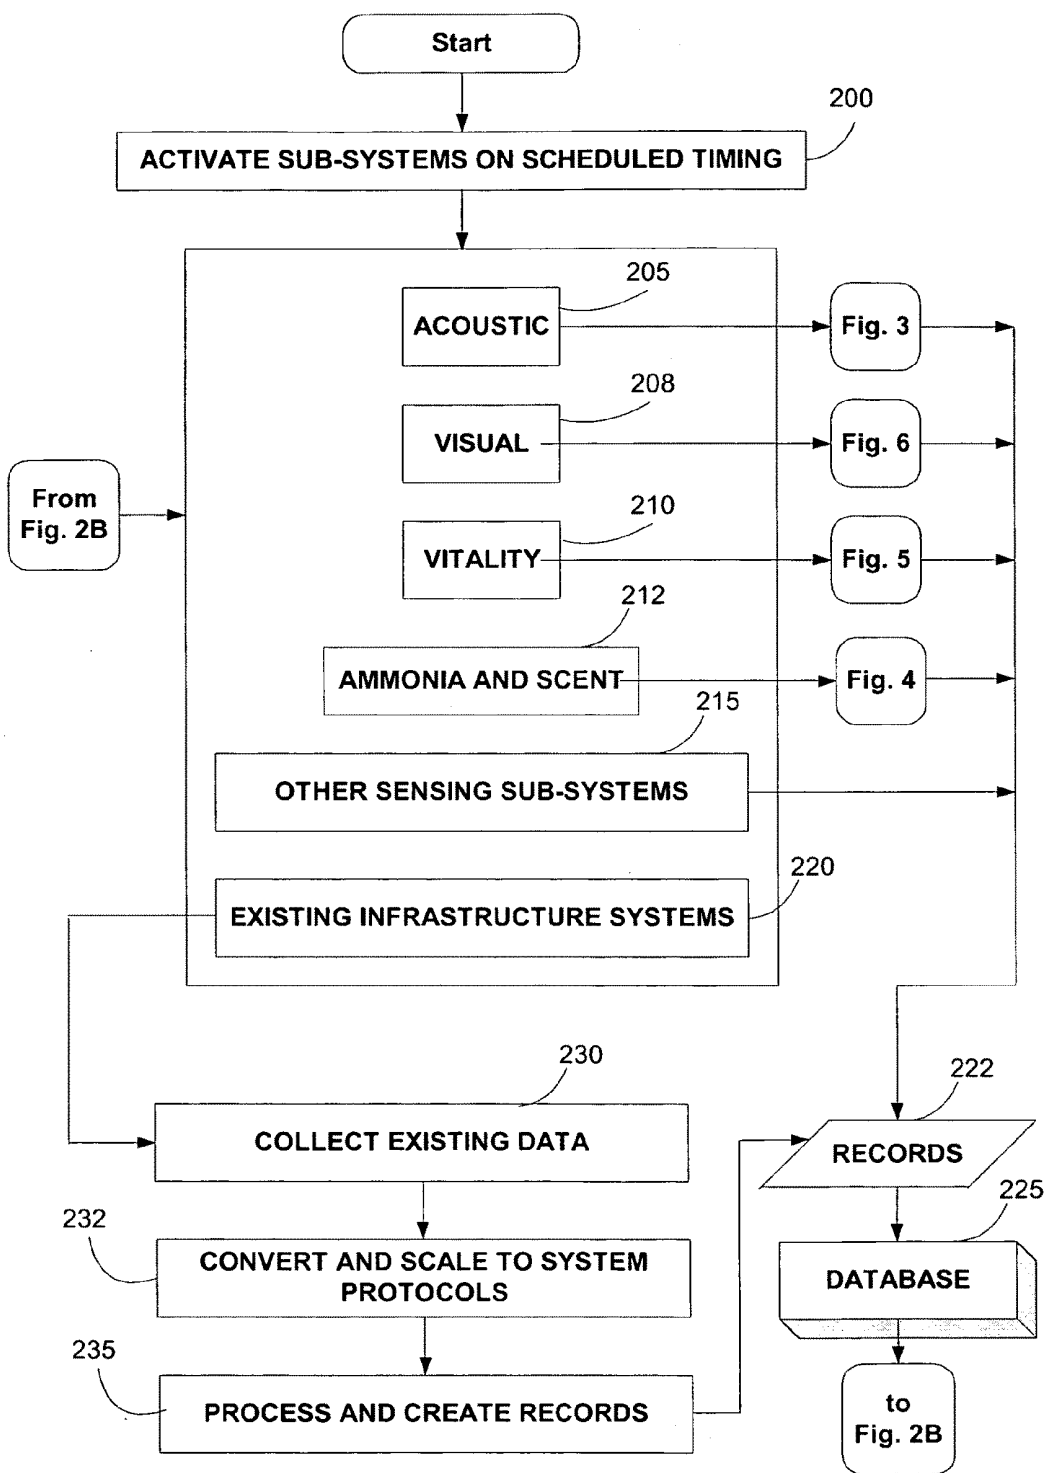 Start
200
ACTIVATE SUB-SYSTEMS ON SCHEDULED TIMING
205
ACOUSTIC
Fig. 3
208
VISUAL
Fig. 6
From
Fig. 2B
210
VITALITY
Fig. 5
212
AMMONIA AND SCENT
Fig. 4
215
OTHER SENSING SUB-SYSTEMS
220
EXISTING INFRASTRUCTURE SYSTEMS
230
COLLECT EXISTING DATA
222
RECORDS
232
CONVERT AND SCALE TO SYSTEM
PROTOCOLS
225
DATABASE
235
PROCESS AND CREATE RECORDS
to
Fig. 2B